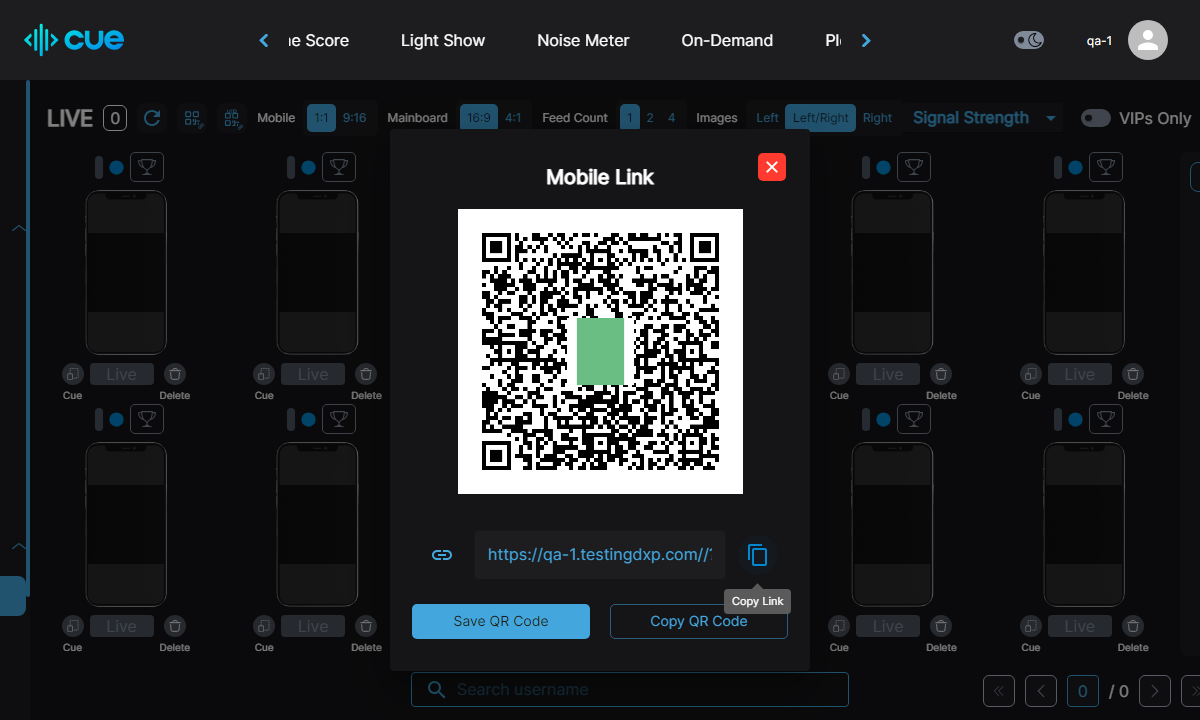 cue
ne Score Light Show Noise Meter On-Demand
qa-1
LIVE 0 Mobile 1:1 9:16 Mainboard 16:9 4:1 Feed Count 1 2 4 Images Left Left/Right Right Signal Strength VIPs Only
Mobile Link
Live Live Live Live
Cue Delete Cue Delete Cue Delete Cue Delete
https://qa-1.testingdxp.com//
Copy Link
Save QR Code Copy QR Code
Live Live Live Live
Cue Delete Cue Delete Cue Delete Cue Delete
Search username
0 / 0